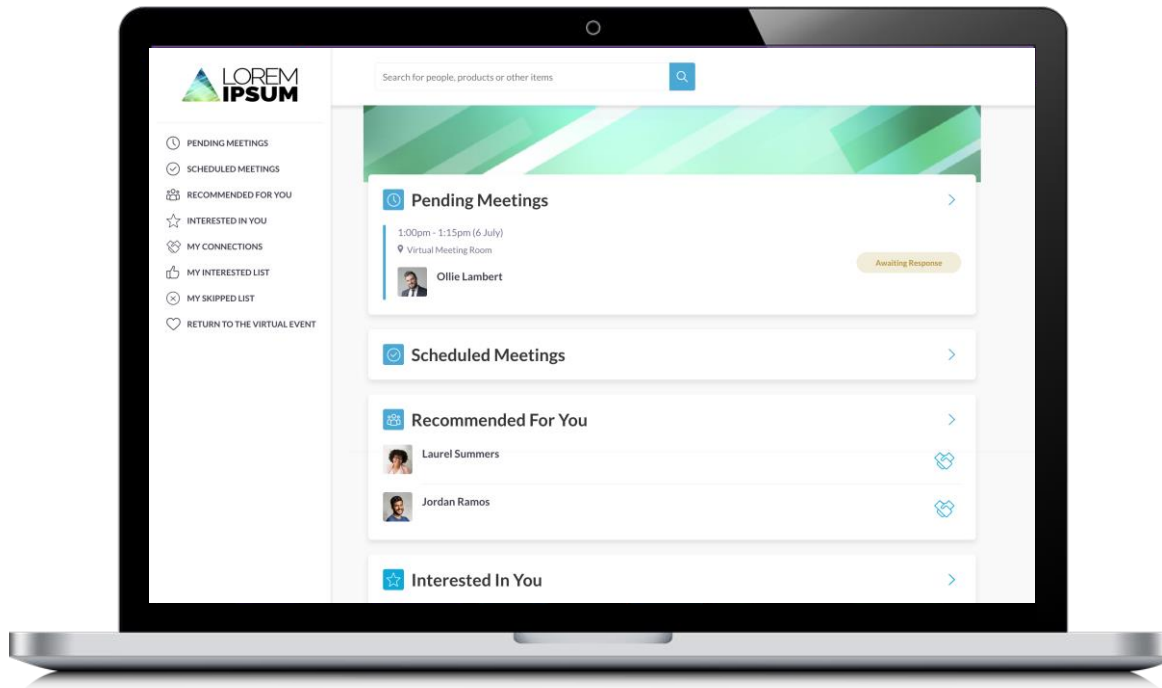 LOREM
IPSUM
Search for people, products or other items
PENDING MEETINGS
SCHEDULED MEETINGS
RECOMMENDED FOR YOU
INTERESTED IN YOU
MY CONNECTIONS
MY INTERESTED LIST
MY SKIPPED LIST
RETURN TO THE VIRTUAL EVENT
Pending Meetings
1:00pm - 1:15pm (6 July)
Virtual Meeting Room
Ollie Lambert
Awaiting Response
Scheduled Meetings
Recommended For You
Laurel Summers
Jordan Ramos
Interested In You